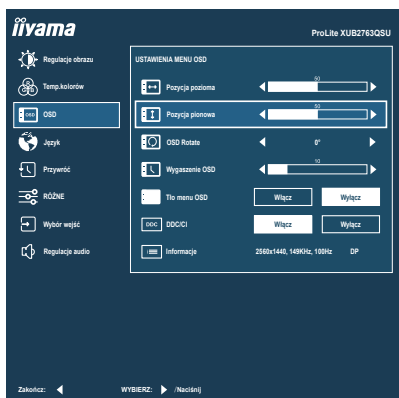 iiyama
ProLite XUB2763QSU
Regulacje obrazu
Temp.kolorów
OSD OSD
Język
Przywróć
RÓŻNE
Wybór wejść
Regulacje audio
USTAWIENIA MENU OSD
Pozycja pozioma 50
Pozycja pionowa 50
OSD Rotate 0°
Wygaszenie OSD 10
Tło menu OSD Włącz Wyłącz
DDC DDC/CI Włącz Wyłącz
Informacje 2560x1440, 149KHz, 100Hz DP
Zakończ: WYBIERZ: /Naciśnij